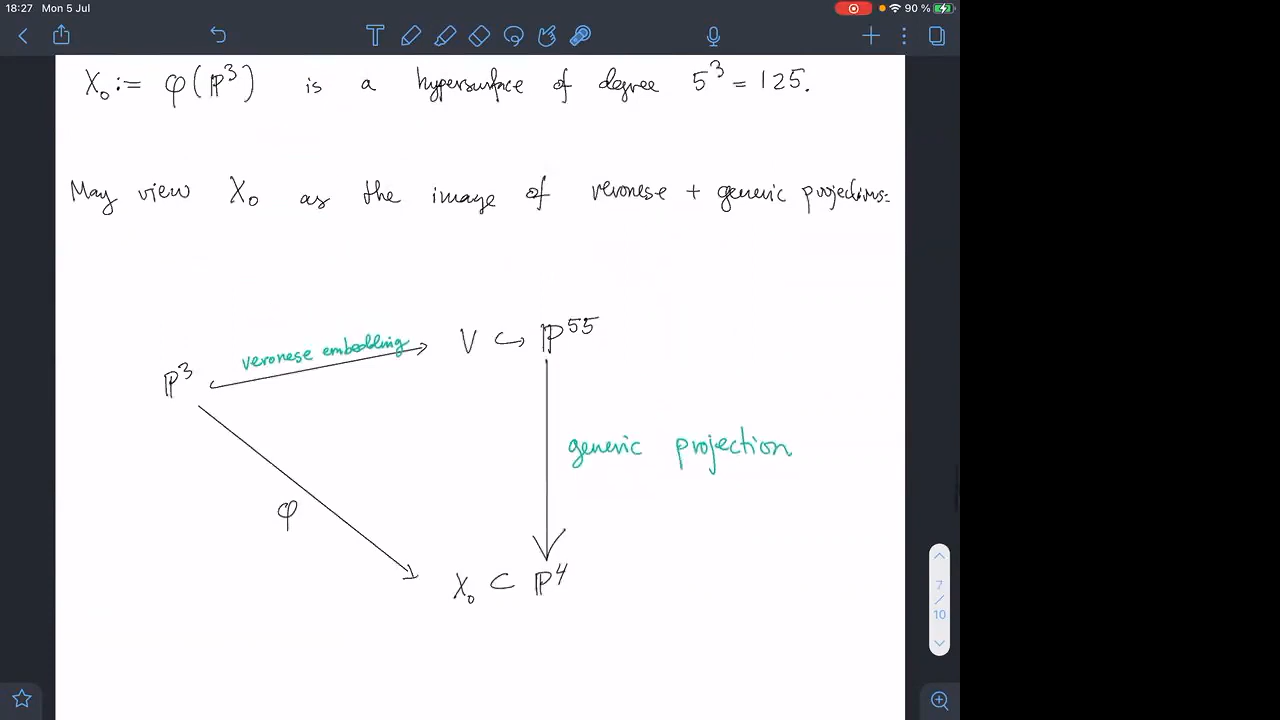 18:27 Mon 5 Jul
90 %
X₀ := φ(ℙ³) is a hypersurface of degree 5³ = 125.
May view X₀ as the image of veronese + generic projections:
veronese embedding
V ↪ ℙ⁵⁵
ℙ³
generic projection
φ
X₀ ⊂ ℙ⁴
7
/
10